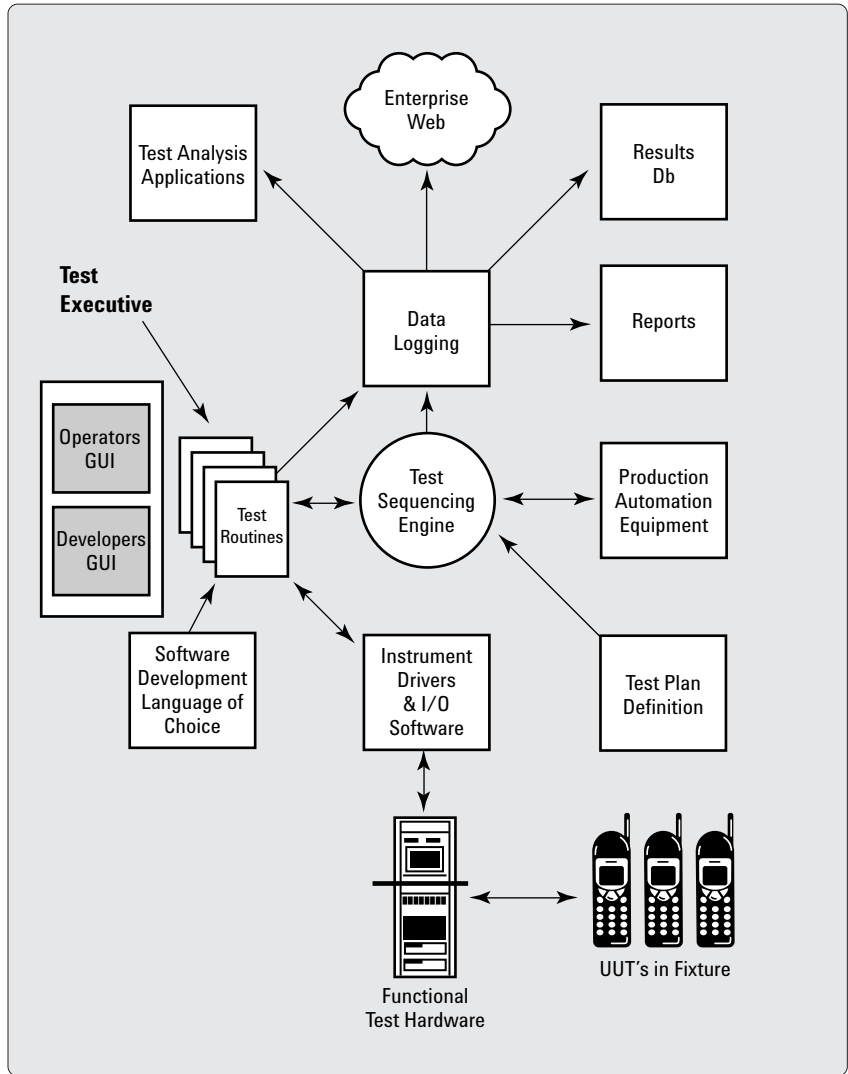 Enterprise
Web
Test Analysis
Applications
Results
Db
Test
Executive
Data
Logging
Reports
Operators
GUI
Developers
GUI
Test
Routines
Test
Sequencing
Engine
Production
Automation
Equipment
Software
Development
Language of
Choice
Instrument
Drivers
& I/O
Software
Test Plan
Definition
UUT's in Fixture
Functional
Test Hardware